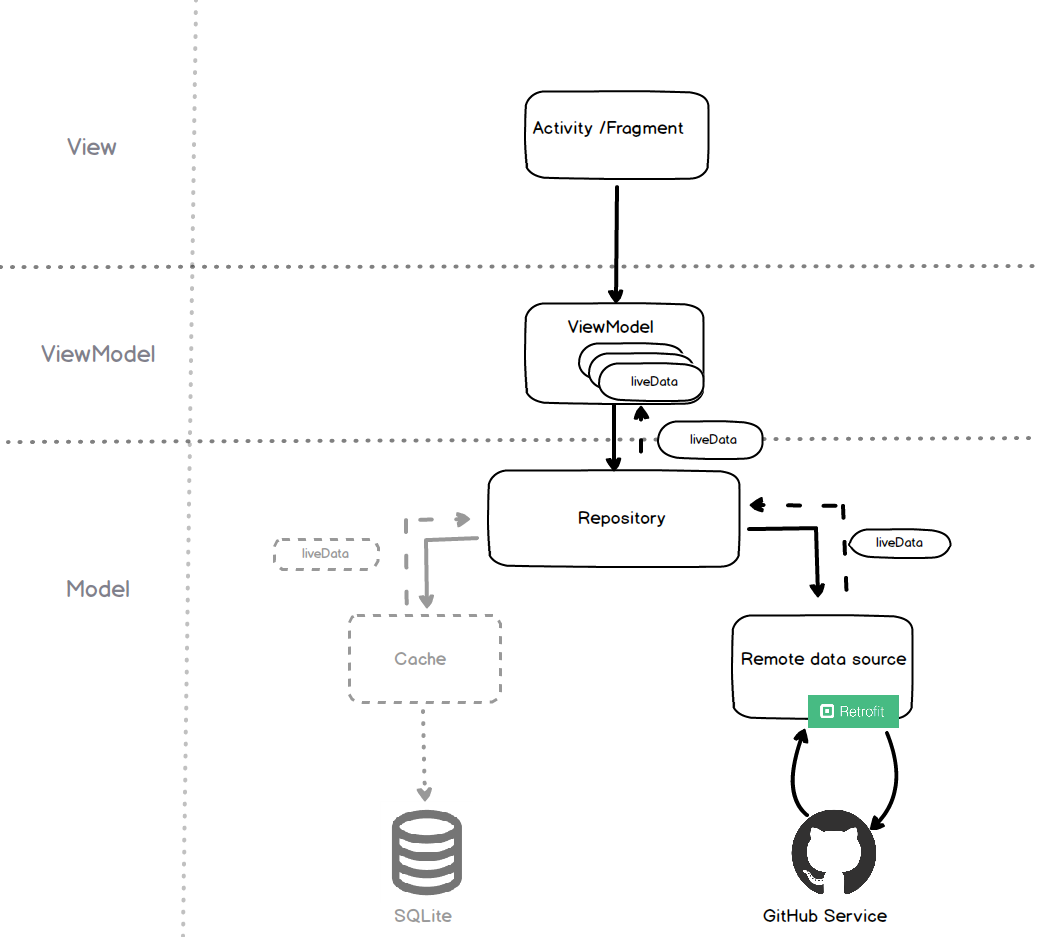 View
Activity /Fragment
ViewModel
ViewModel
liveData
liveData
Model
Repository
liveData
liveData
Cache
Remote data source
Retrofit
SQLite
GitHub Service